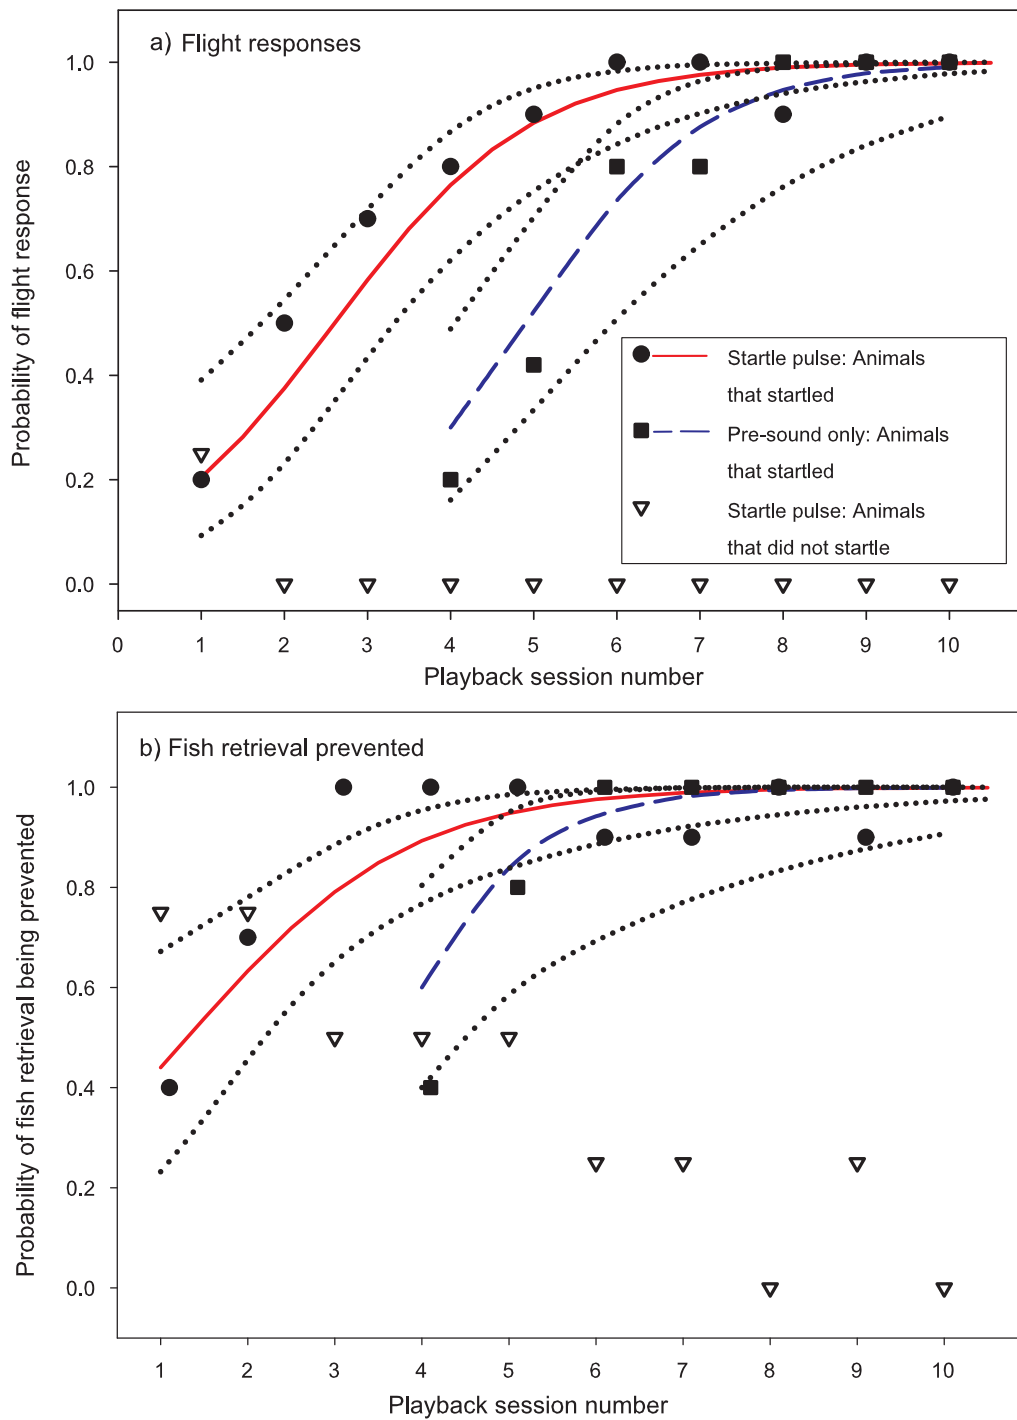 a) Flight responses
1.0
0.8
0.6
0.4
0.2
0.0
Probability of flight response
Startle pulse: Animals
that startled
Pre-sound only: Animals
that startled
Startle pulse: Animals
that did not startle
0 1 2 3 4 5 6 7 8 9 10
Playback session number
b) Fish retrieval prevented
1.0
0.8
0.6
0.4
0.2
0.0
Probability of fish retrieval being prevented
1 2 3 4 5 6 7 8 9 10
Playback session number